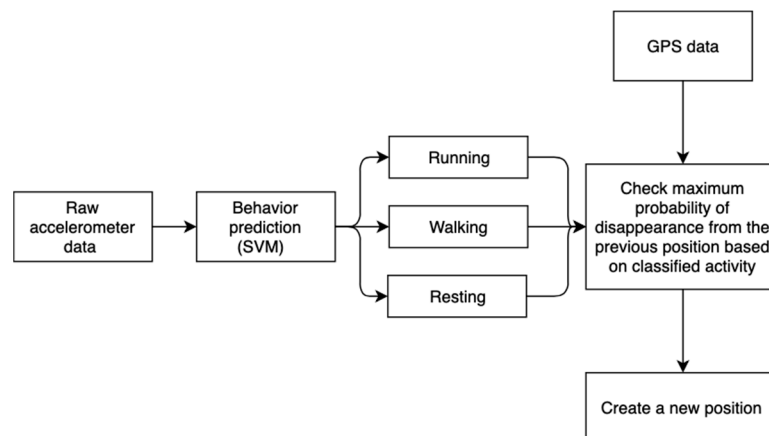 GPS data
Running
Raw
accelerometer
data
Behavior
prediction
(SVM)
Walking
Check maximum
probability of
disappearance from the
previous position based
on classified activity
Resting
Create a new position